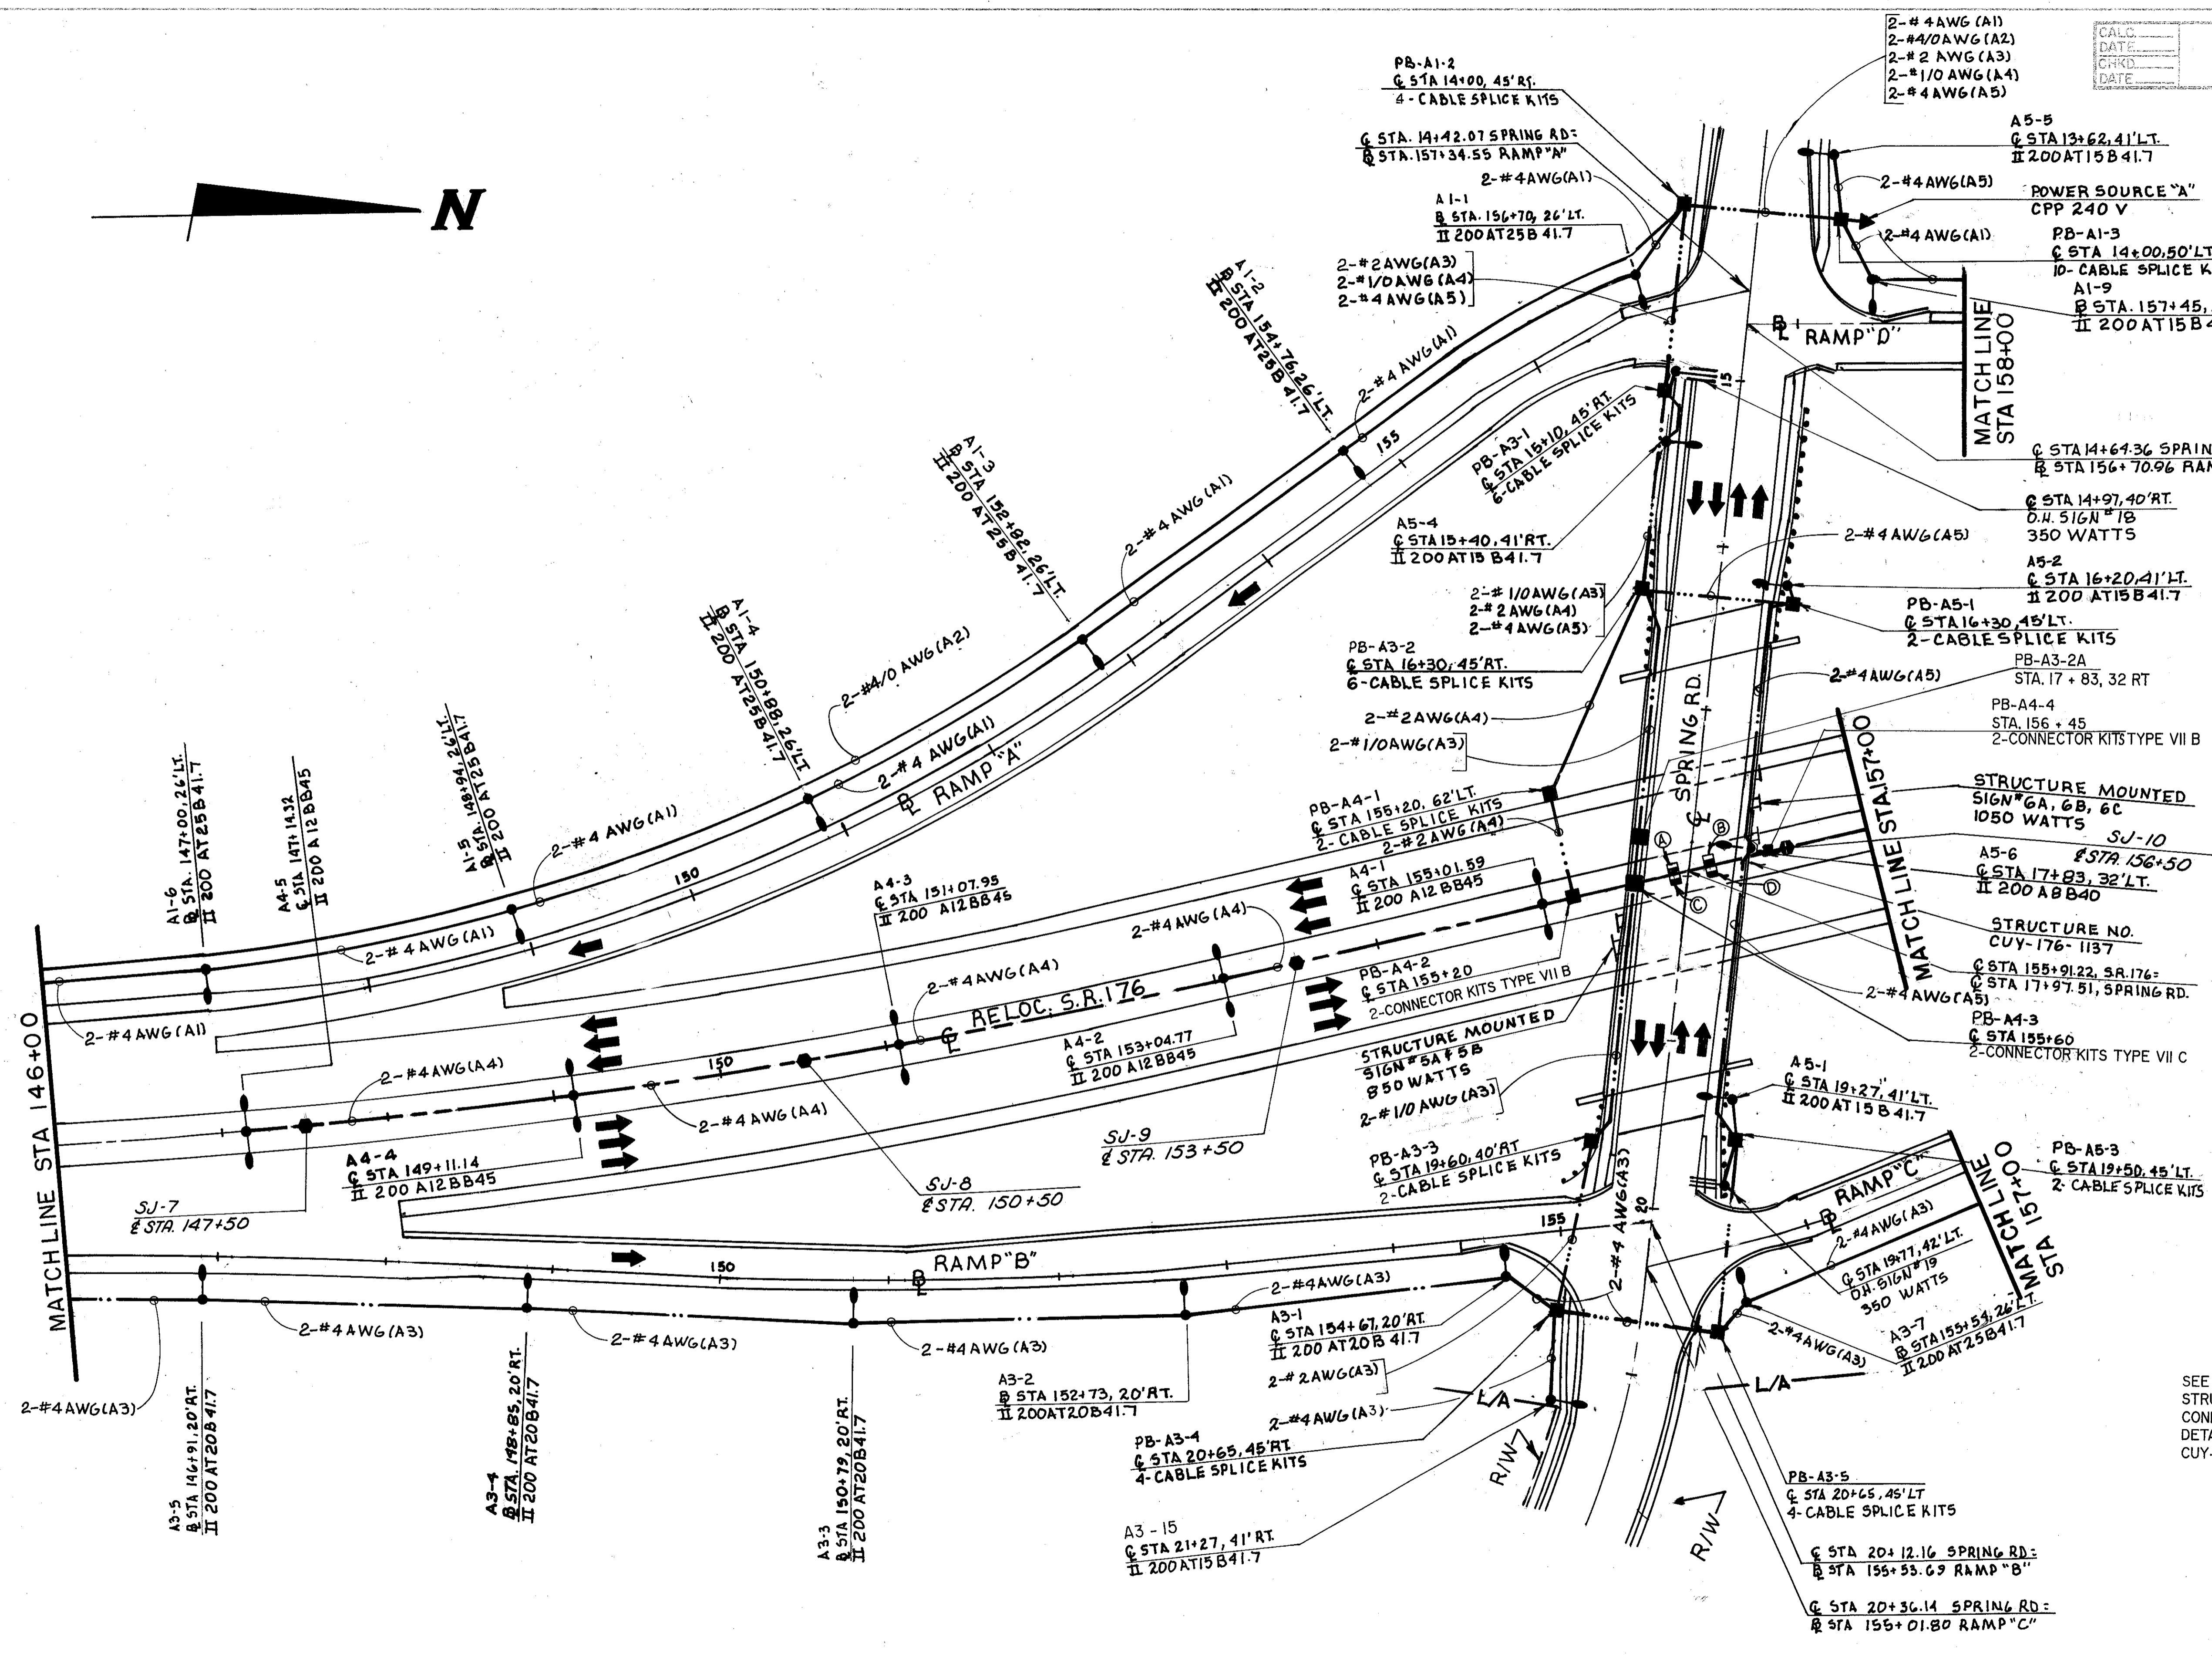 2-# 4AWG (A1)
2-#4/0AWG (A2)
2-# 2 AWG (A3)
2-#1/0 AWG (A4)
2-# 4AWG (A5)
CALC.
DATE
CHKD
DATE
PB-A1-2
℄ STA 14+00, 45'RT.
4-CABLE SPLICE KITS
℄ STA. 14+42.07 SPRING RD=
℄ STA. 157+34.55 RAMP "A"
2-#4AWG(A1)
A1-1
℄ STA. 156+70, 26'LT.
II 200AT25B 41.7
2-#2AWG(A3)
2-#1/0AWG(A4)
2-#4AWG(A5)
A5-5
℄ STA 13+62, 41'LT.
II 200AT15B41.7
2-#4AWG(A5)
POWER SOURCE "A"
CPP 240 V
2-#4AWG(A1)
PB-A1-3
℄ STA 14+00,50'LT
10-CABLE SPLICE K
A1-9
℄ STA. 157+45,
II 200AT15B
MATCH LINE
STA 158+00
℄ RAMP "D"
N
A1-2
℄ STA 154+76, 26'LT.
II 200 AT25B 41.7
2-#4 AWG(A1)
155
A1-3
℄ STA 152+82, 26'LT.
II 200 AT25B 41.7
2-#4 AWG(A1)
15
PB-A3-1
℄ STA 15+10, 45'RT.
6-CABLE SPLICE KITS
℄ STA 14+64.36 SPRIN
℄ STA 156+70.96 RA
℄ STA 14+97,40'RT.
O.H. SIGN #18
350 WATTS
A5-4
℄ STA 15+40, 41'RT.
II 200AT15 B41.7
2-#4AWG(A5)
A5-2
℄ STA 16+20,41'LT.
II 200 AT15B41.7
PB-A5-1
℄ STA16+30,45'LT.
2-CABLE SPLICE KITS
2-#1/0AWG(A3)
2-#2AWG(A4)
2-#4AWG(A5)
PB-A3-2
℄ STA 16+30, 45'RT.
6-CABLE SPLICE KITS
PB-A3-2A
STA. 17 + 83, 32 RT
2-#4AWG(A5)
PB-A4-4
STA. 156 + 45
2-CONNECTOR KITS TYPE VII B
2-#2AWG(A4)
2-#1/0AWG(A3)
A1-4
℄ STA 150+88, 26'LT
II 200 AT25B41.7
2-#4/0 AWG(A2)
2-#4 AWG(A1)
℄ RAMP "A"
℄ SPRING RD.
MATCH LINE STA.157+00
STRUCTURE MOUNTED
SIGN#6A, 6B, 6C
1050 WATTS
SJ-10
℄ STA. 156+50
A5-6
℄ STA 17+83, 32'LT.
II 200 A8B40
STRUCTURE NO.
CUY-176-1137
℄ STA 155+91.22, S.R.176=
℄ STA 17+97.51, SPRING RD.
2-#4AWG(A5)
PB-A4-3
℄ STA 155+60
2-CONNECTOR KITS TYPE VII C
A
B
C
D
PB-A4-1
℄ STA 155+20, 62'LT.
2-CABLE SPLICE KITS
2-#2AWG(A4)
A4-1
℄ STA 155+01.59
II 200 A12BB45
A1-5
℄ STA. 148+94, 26'LT.
II 200 AT25B41.7
2-#4 AWG(A1)
150
A1-6
℄ STA. 147+00, 26'LT.
II 200 AT25B41.7
A4-5
℄ STA. 147+14.32
II 200 A12BB45
2-#4 AWG(A1)
2-#4AWG(A1)
A4-3
℄ STA 151+07.95
II 200 A12BB45
2-#4AWG(A4)
2-#4AWG(A4)
℄ RELOC. S.R.176
PB-A4-2
℄ STA 155+20
2-CONNECTOR KITS TYPE VII B
A4-2
℄ STA 153+04.77
II 200 A12BB45
STRUCTURE MOUNTED
SIGN#5A & 5B
850 WATTS
2-#1/0 AWG(A3)
150
2-#4AWG(A4)
2-#4AWG(A4)
A4-4
℄ STA 149+11.14
II 200 A12BB45
SJ-7
℄ STA. 147+50
SJ-8
℄ STA. 150+50
SJ-9
℄ STA. 153+50
MATCH LINE STA 146+00
A5-1
℄ STA 19+27, 41'LT.
II 200 AT 15 B 41.7
PB-A3-3
℄ STA 19+60, 40'RT
2-CABLE SPLICE KITS
PB-A5-3
℄ STA 19+50, 45'LT.
2-CABLE SPLICE KITS
RAMP "C"
℄
2-#4AWG(A3)
MATCH LINE
STA 157+00
℄ STA 19+77, 42'LT.
O.H. SIGN #19
350 WATTS
2-#4 AWG(A3)
20
155
RAMP "B"
℄
150
2-#4AWG(A3)
2-#4AWG(A3)
2-#4AWG(A3)
2-#4AWG(A3)
2-#4AWG(A3)
A3-1
℄ STA 154+67, 20'RT.
II 200 AT20B 41.7
2-#2AWG(A3)
2-#4AWG(A3)
A3-7
℄ STA 155+54, 26'LT.
II 200 AT25B41.7
2-#4AWG(A3)
L/A
L/A
A3-2
℄ STA 152+73, 20'RT.
II 200AT20B41.7
A3-5
℄ STA 146+91, 20'RT.
II 200 AT20B41.7
A3-4
℄ STA. 148+85, 20'RT.
II 200 AT20B41.7
A3-3
℄ STA 150+79, 20'RT.
II 200 AT20B41.7
PB-A3-4
℄ STA 20+65, 45'RT
4-CABLE SPLICE KITS
A3-15
℄ STA 21+27, 41'RT.
II 200AT15 B41.7
R/W
R/W
PB-A3-5
℄ STA 20+65, 45'LT
4-CABLE SPLICE KITS
℄ STA 20+12.16 SPRING RD=
℄ STA 155+53.69 RAMP "B"
℄ STA 20+36.14 SPRING RD=
℄ STA 155+01.80 RAMP "C"
SEE
STR
CON
DETA
CUY-